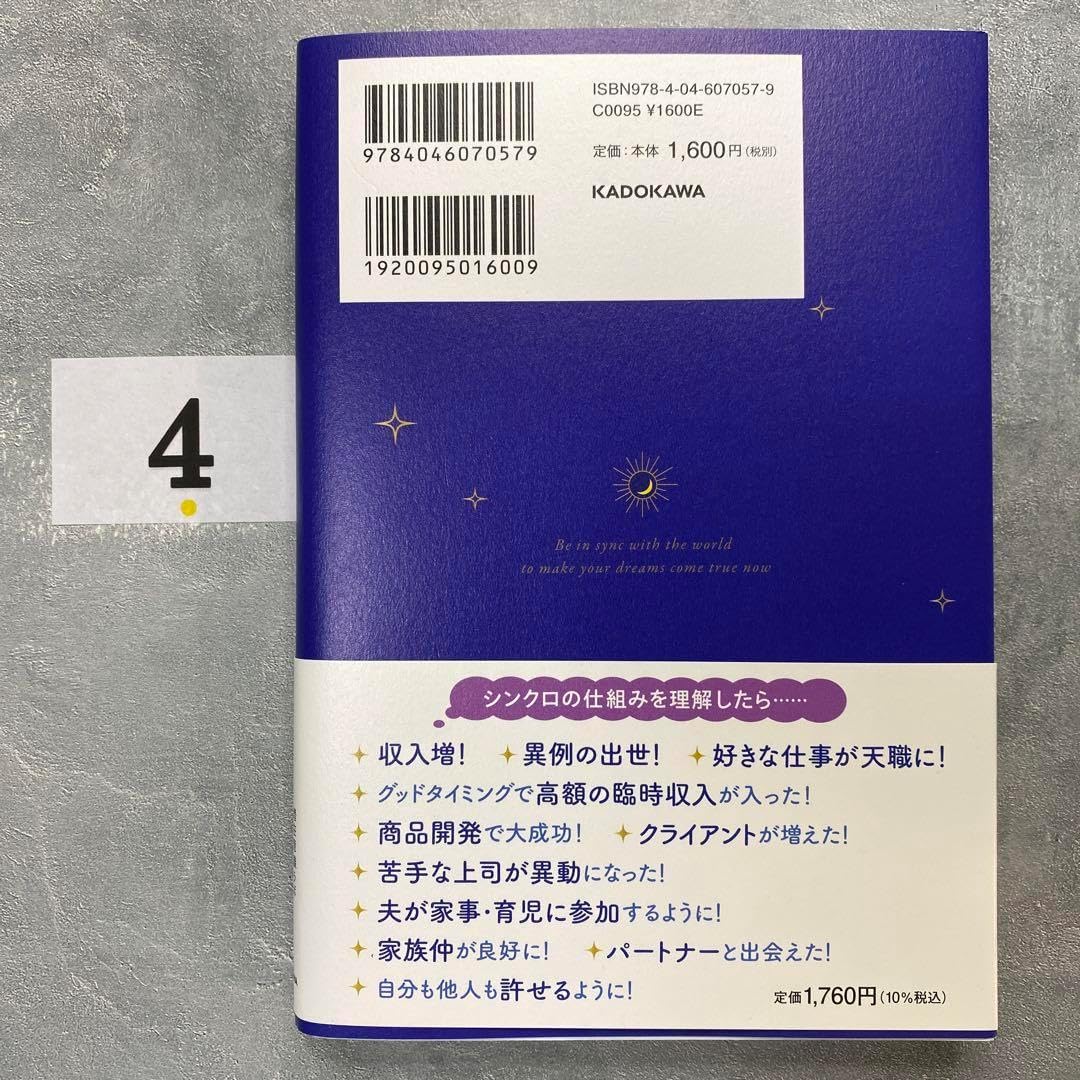 ISBN978-4-04-607057-9
C0095 ¥1600E
9784046070579
定価：本体 1,600円（税別）
KADOKAWA
1920095016009
4
Be in sync with the world
to make your dreams come true now
シンクロの仕組みを理解したら……
収入増！ 異例の出世！ 好きな仕事が天職に！
グッドタイミングで高額の臨時収入が入った！
商品開発で大成功！ クライアントが増えた！
苦手な上司が異動になった！
夫が家事・育児に参加するように！
家族仲が良好に！ パートナーと出会えた！
自分も他人も許せるように！
定価1,760円（10%税込）